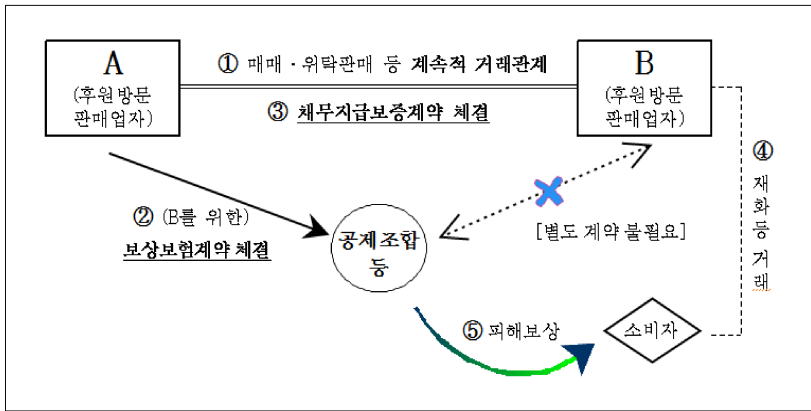 A
(후원방문
판매업자)
① 매매 · 위탁판매 등 계속적 거래관계
③ 채무지급보증계약 체결
B
(후원방문
판매업자)
④
재화등 거래
② (B를 위한)
보상보험계약 체결
공제조합
등
[별도 계약 불필요]
⑤ 피해보상
소비자